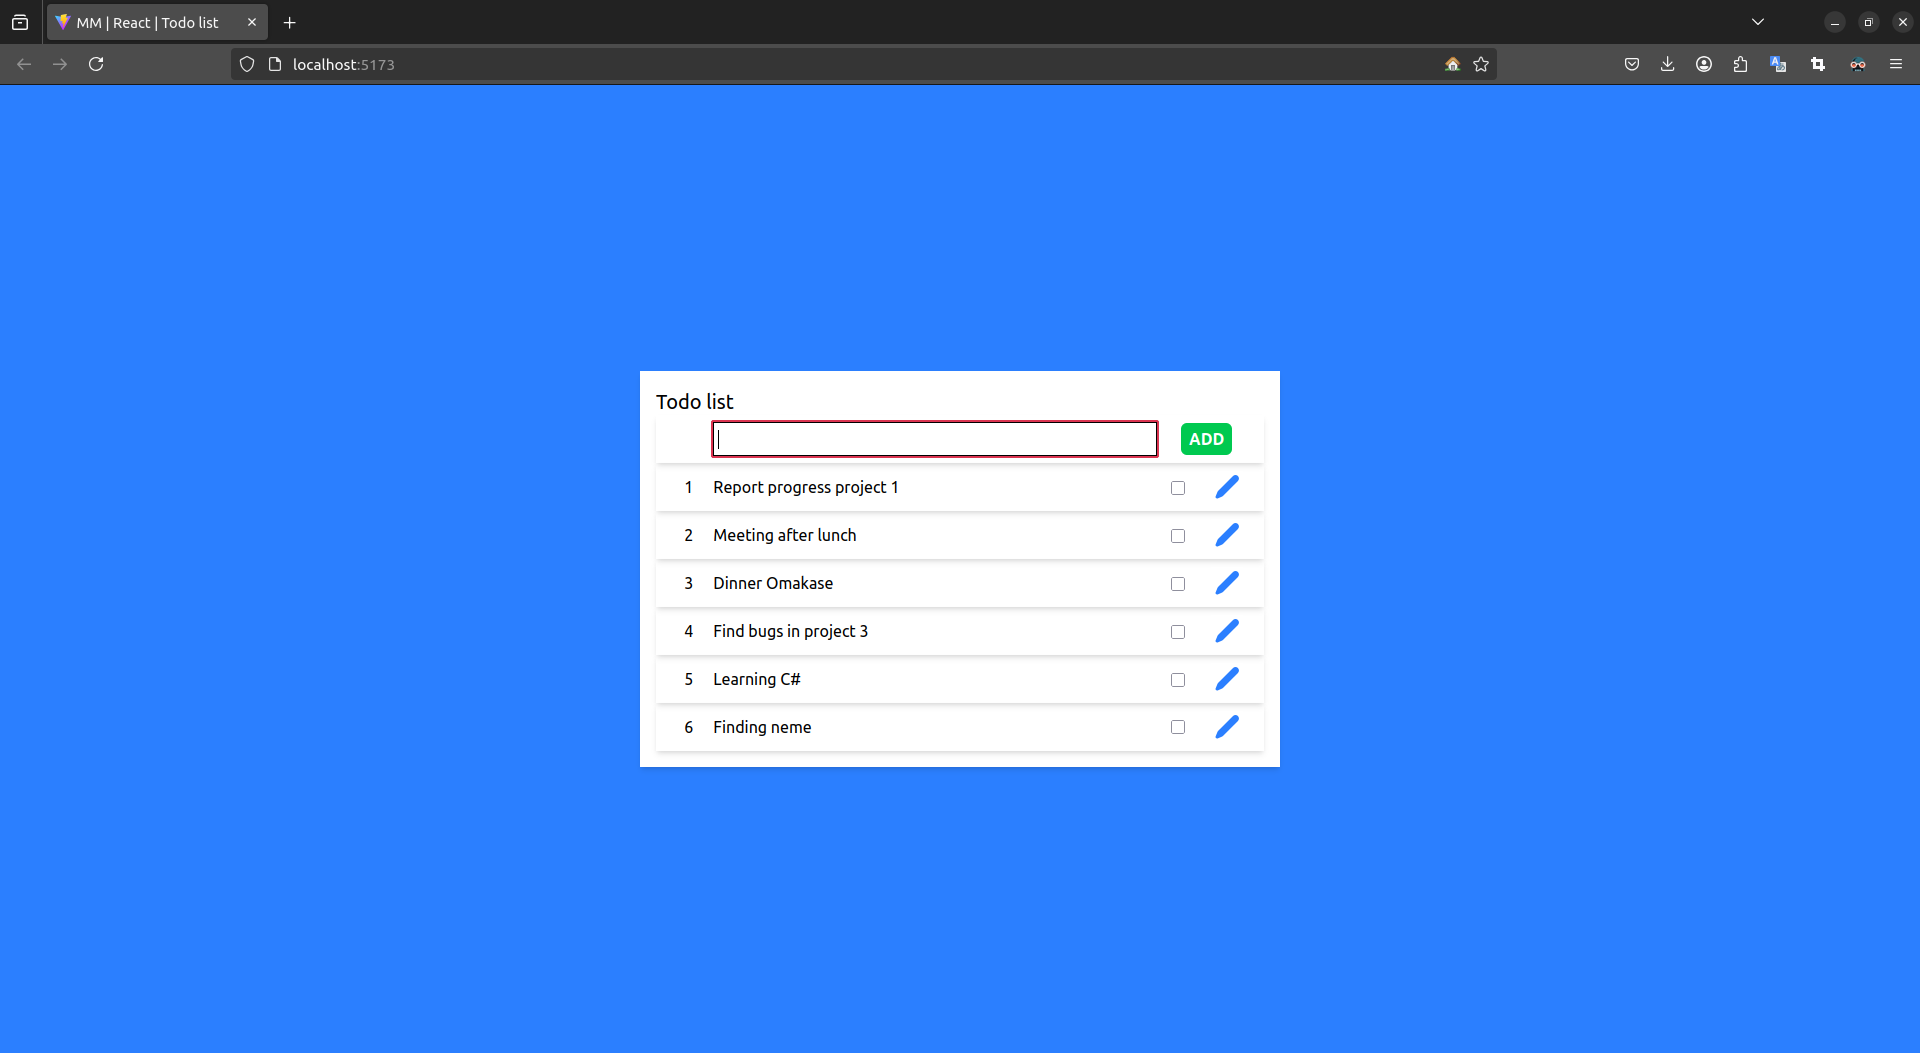 MM | React | Todo list
localhost:5173
Todo list
ADD
1 Report progress project 1
2 Meeting after lunch
3 Dinner Omakase
4 Find bugs in project 3
5 Learning C#
6 Finding neme